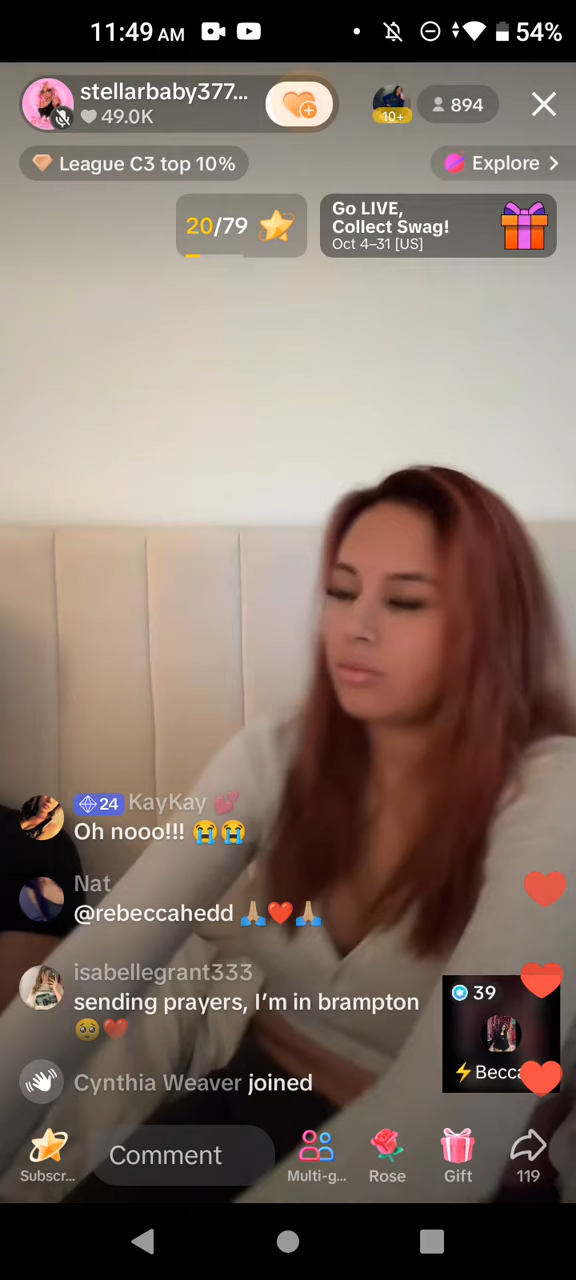 11:49 AM
54%
stellarbaby377...
49.0K
10+
894
League C3 top 10%
Explore >
20/79
Go LIVE,
Collect Swag!
Oct 4–31 [US]
24 KayKay 💕
Oh nooo!!! 😭😭
Nat
@rebeccahedd 🙏🏼❤️🙏🏼
isabellegrant333
sending prayers, I'm in brampton
🥺❤️
39
⚡Becca
Cynthia Weaver joined
Comment
Subscr...
Multi-g...
Rose
Gift
119